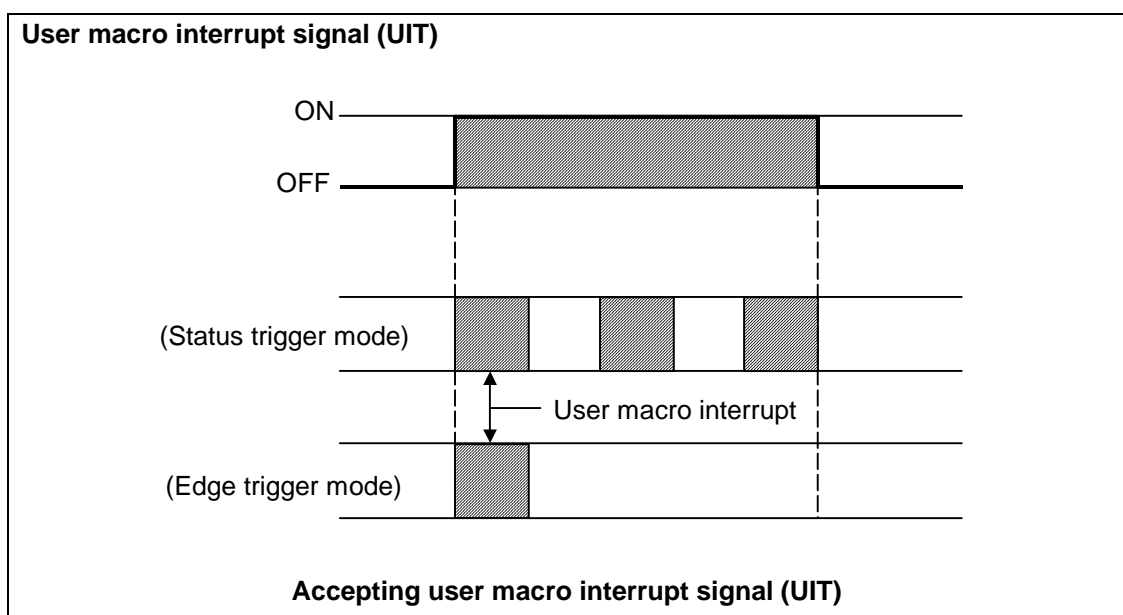 User macro interrupt signal (UIT)
ON
OFF
(Status trigger mode)
User macro interrupt
(Edge trigger mode)
Accepting user macro interrupt signal (UIT)